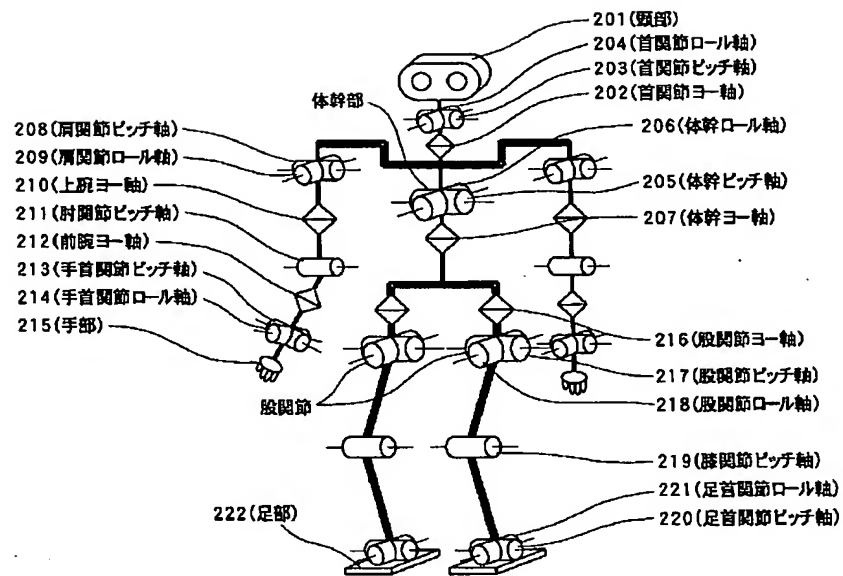 201(頭部)
204(首関節ロール軸)
203(首関節ピッチ軸)
202(首関節ヨー軸)
体幹部
206(体幹ロール軸)
205(体幹ピッチ軸)
207(体幹ヨー軸)
208(肩関節ピッチ軸)
209(肩関節ロール軸)
210(上腕ヨー軸)
211(肘関節ピッチ軸)
212(前腕ヨー軸)
213(手首関節ピッチ軸)
214(手首関節ロール軸)
215(手部)
216(股関節ヨー軸)
217(股関節ピッチ軸)
218(股関節ロール軸)
股関節
219(膝関節ピッチ軸)
221(足首関節ロール軸)
220(足首関節ピッチ軸)
222(足部)